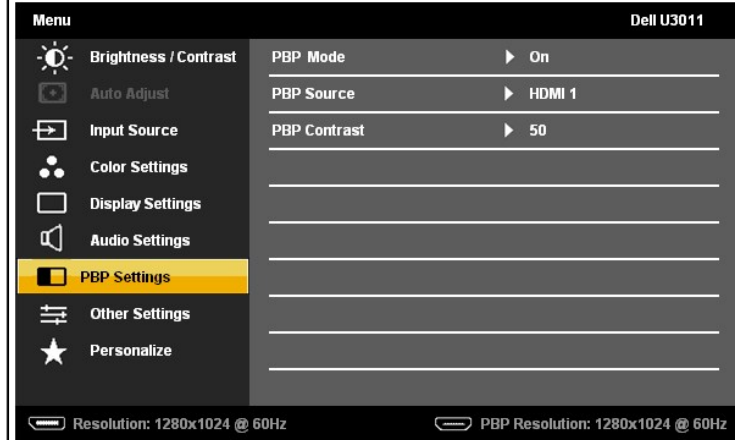 Menu Dell U3011
Brightness / Contrast PBP Mode On
Auto Adjust PBP Source HDMI 1
Input Source PBP Contrast 50
Color Settings
Display Settings
Audio Settings
PBP Settings
Other Settings
Personalize
Resolution: 1280x1024 @ 60Hz PBP Resolution: 1280x1024 @ 60Hz